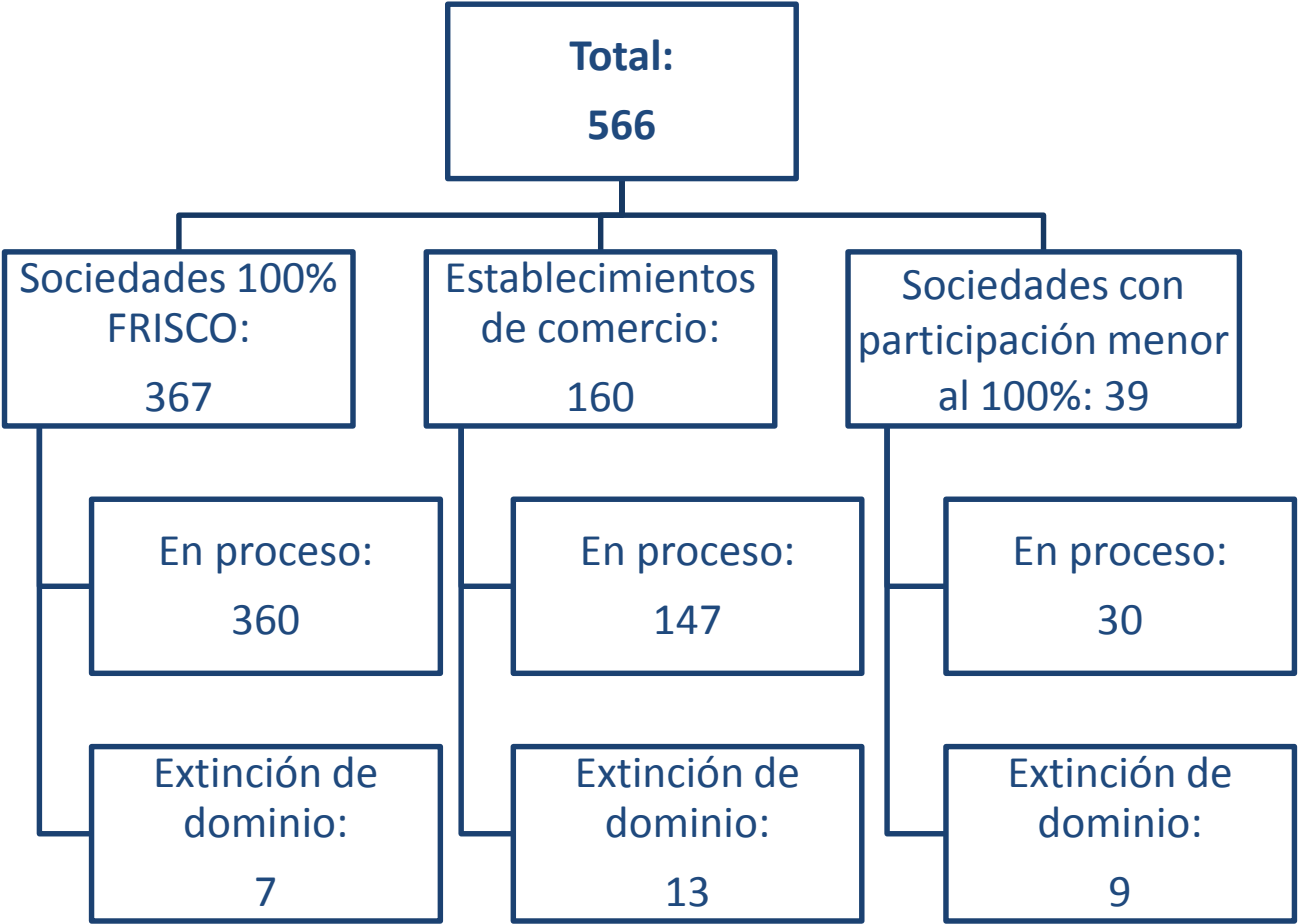 Total:
566
Sociedades 100%
FRISCO:
367
Establecimientos
de comercio:
160
Sociedades con
participación menor
al 100%: 39
En proceso:
360
En proceso:
147
En proceso:
30
Extinción de
dominio:
7
Extinción de
dominio:
13
Extinción de
dominio:
9